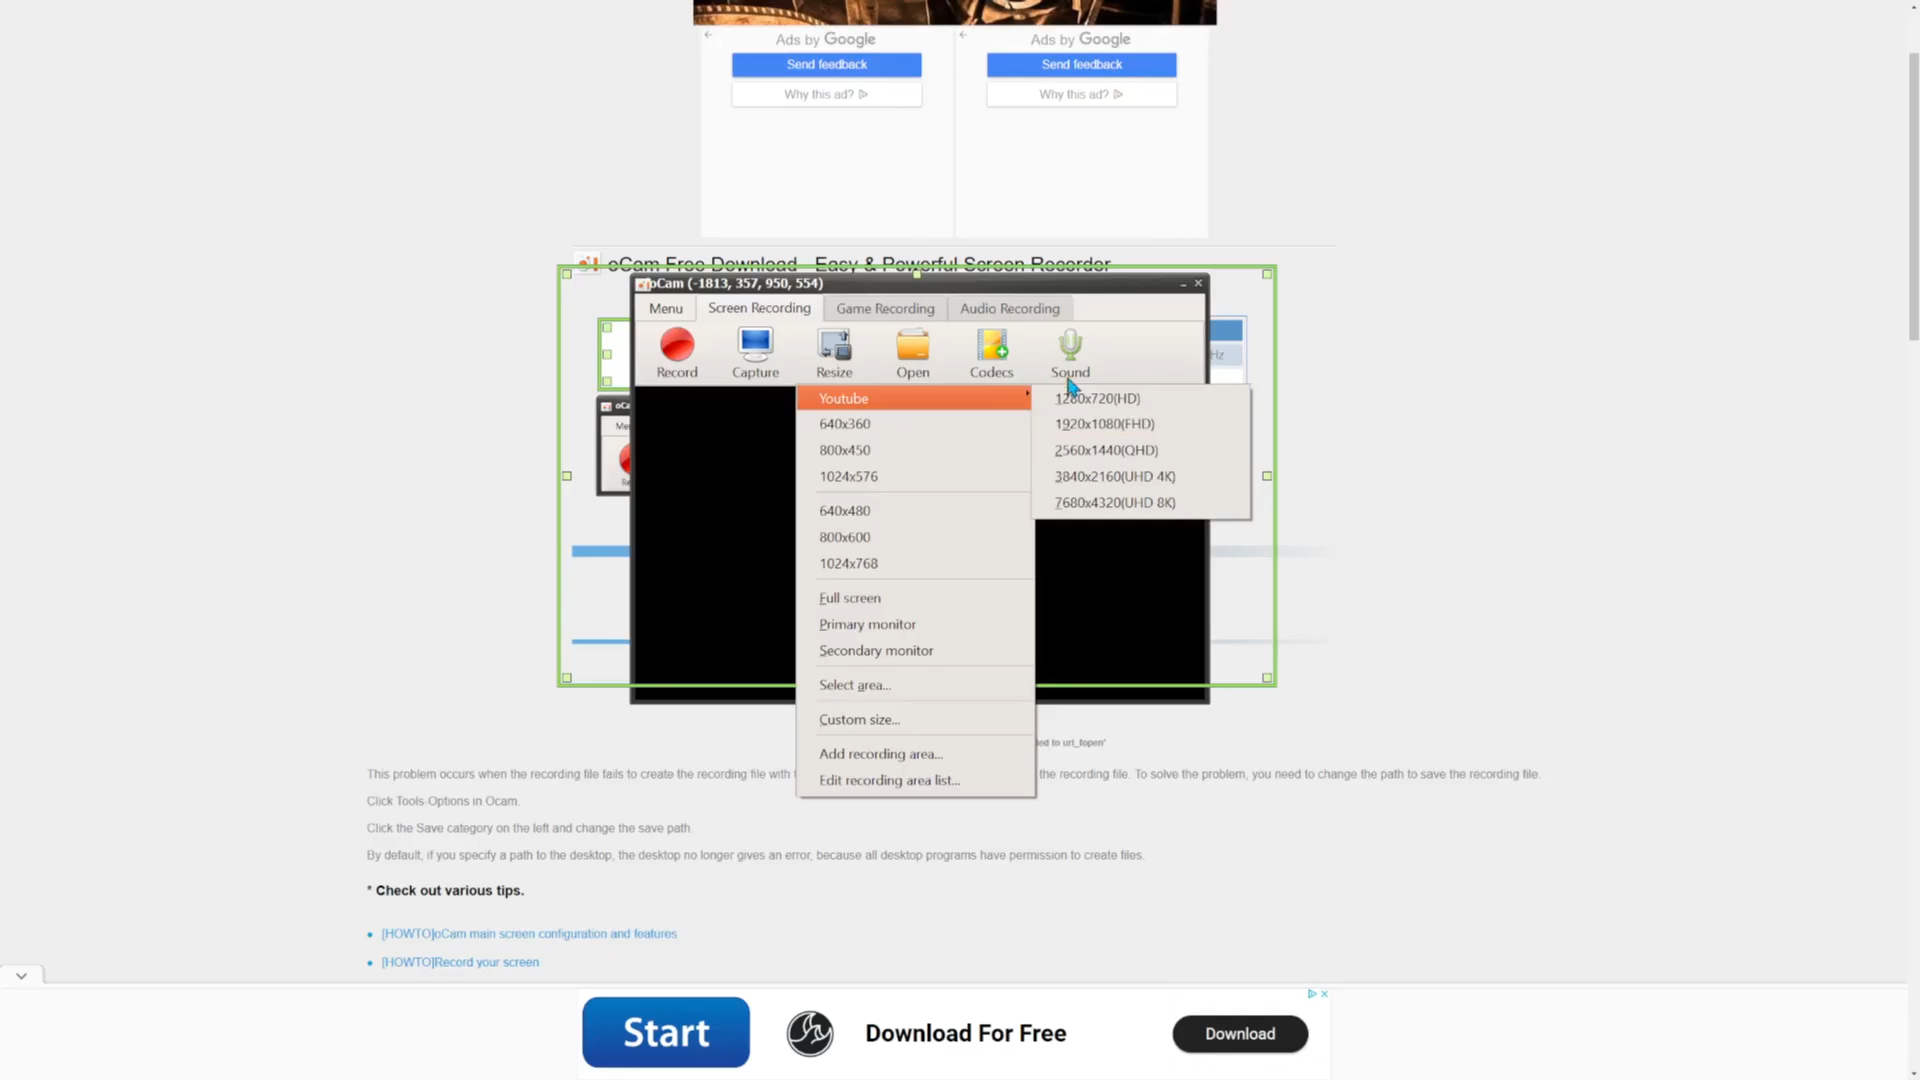 Ads by Google
Send feedback
Why this ad?
Ads by Google
Send feedback
Why this ad?
oCam Free Download - Easy & Powerful Screen Recorder
oCam (-1813, 357, 950, 554)
Menu
Screen Recording
Game Recording
Audio Recording
Record
Capture
Resize
Open
Codecs
Sound
Hz
oCa
Me
Re
Youtube
640x360
800x450
1024x576
640x480
800x600
1024x768
Full screen
Primary monitor
Secondary monitor
Select area...
Custom size...
Add recording area...
Edit recording area list...
1280x720(HD)
1920x1080(FHD)
2560x1440(QHD)
3840x2160(UHD 4K)
7680x4320(UHD 8K)
led to url_fopen'
This problem occurs when the recording file fails to create the recording file with t
the recording file. To solve the problem, you need to change the path to save the recording file.
Click Tools-Options in Ocam.
Click the Save category on the left and change the save path.
By default, if you specify a path to the desktop, the desktop no longer gives an error, because all desktop programs have permission to create files.
* Check out various tips.
[HOWTO]oCam main screen configuration and features
[HOWTO]Record your screen
Start
Download For Free
Download